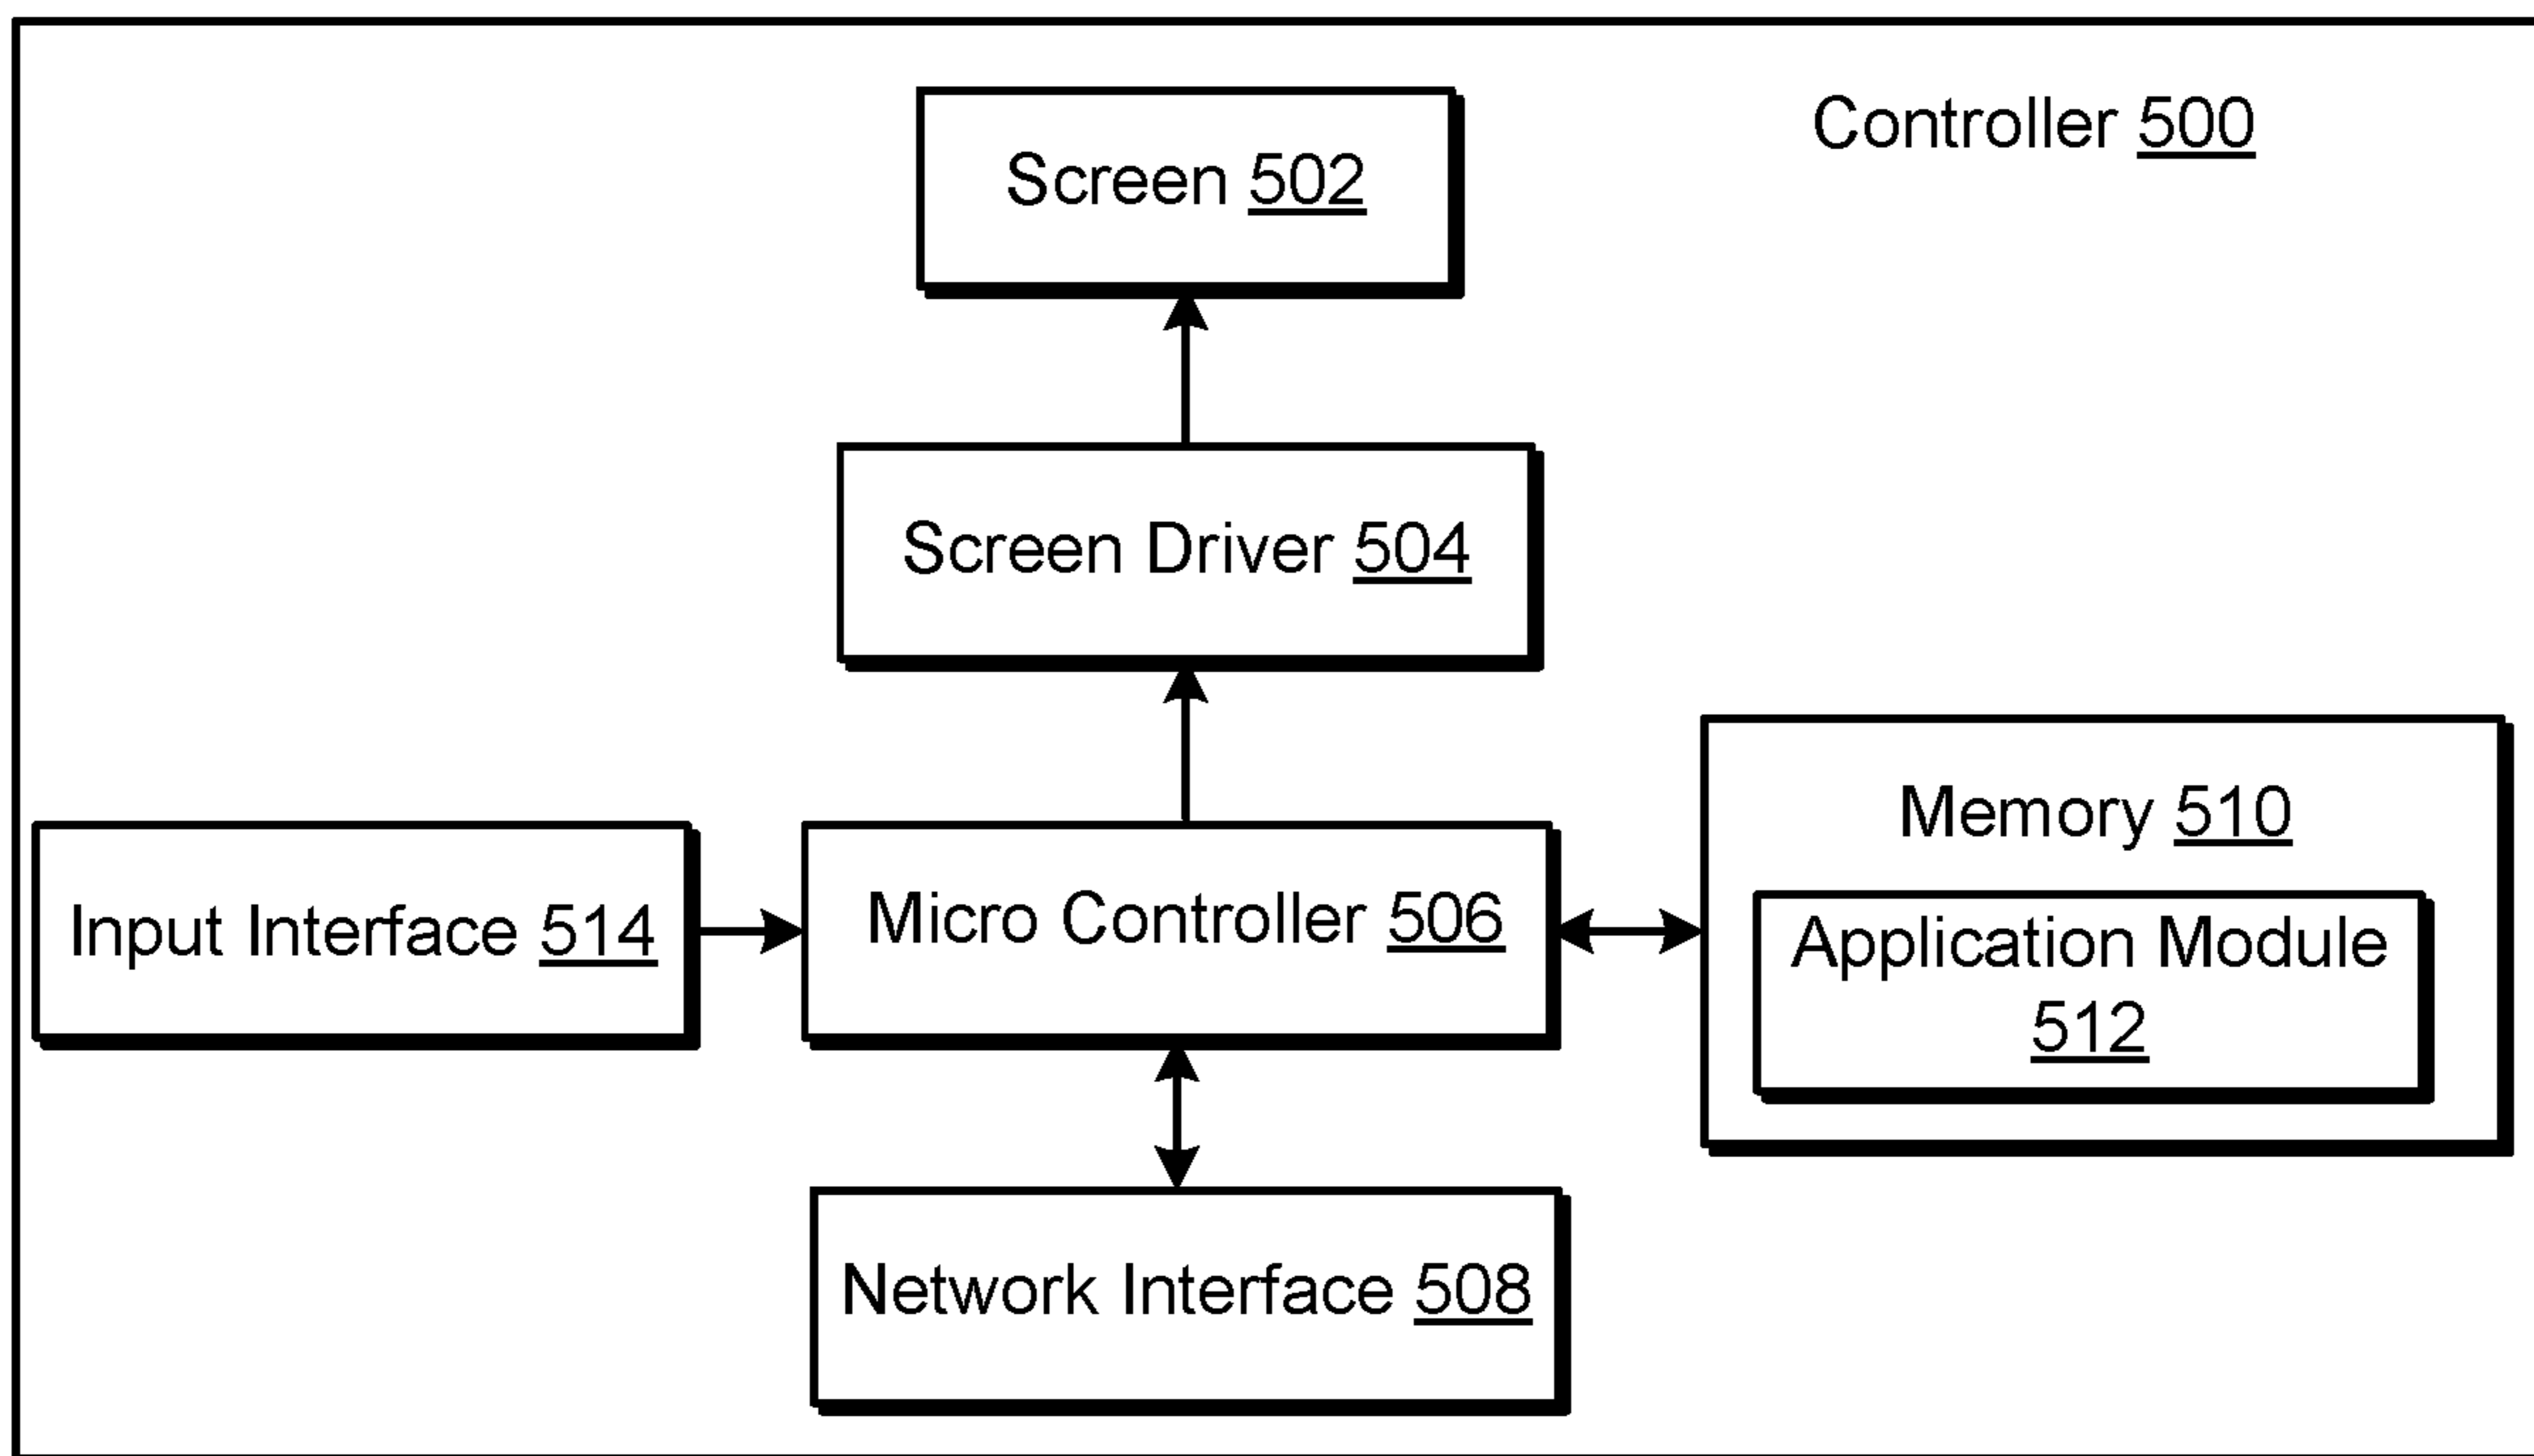 Controller 500
Screen 502
Screen Driver 504
Memory 510
Input Interface 514
Micro Controller 506
Application Module
512
Network Interface 508